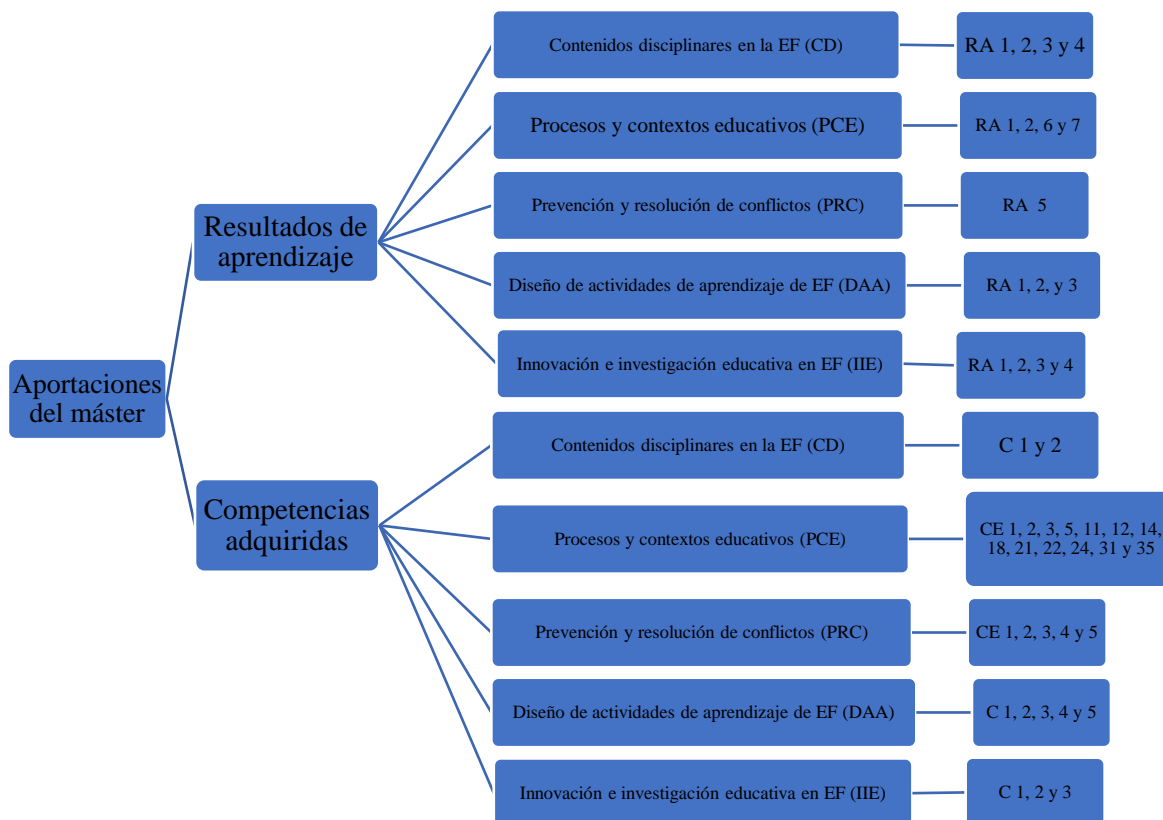 Aportaciones
del máster
Resultados de
aprendizaje
Contenidos disciplinares en la EF (CD)
RA 1, 2, 3 y 4
Procesos y contextos educativos (PCE)
RA 1, 2, 6 y 7
Prevención y resolución de conflictos (PRC)
RA 5
Diseño de actividades de aprendizaje de EF (DAA)
RA 1, 2, y 3
Innovación e investigación educativa en EF (IIE)
RA 1, 2, 3 y 4
Competencias
adquiridas
Contenidos disciplinares en la EF (CD)
C 1 y 2
Procesos y contextos educativos (PCE)
CE 1, 2, 3, 5, 11, 12, 14,
18, 21, 22, 24, 31 y 35
Prevención y resolución de conflictos (PRC)
CE 1, 2, 3, 4 y 5
Diseño de actividades de aprendizaje de EF (DAA)
C 1, 2, 3, 4 y 5
Innovación e investigación educativa en EF (IIE)
C 1, 2 y 3